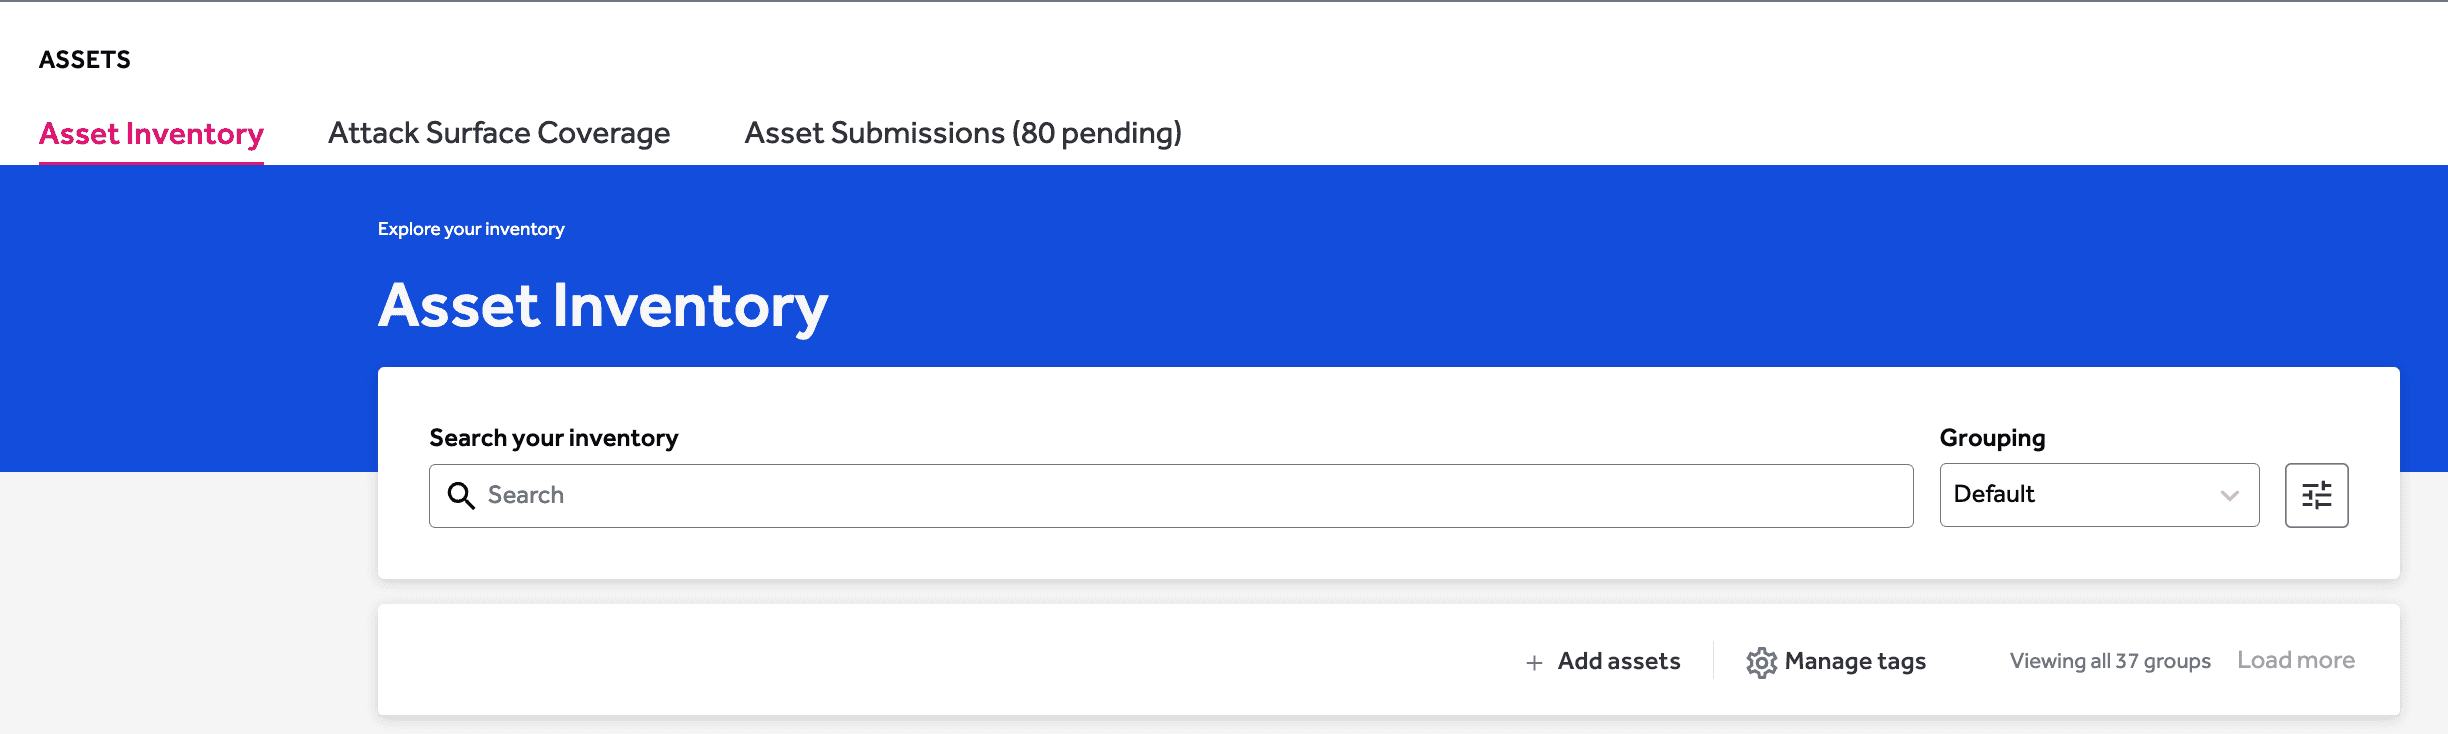 ASSETS
Asset Inventory
Attack Surface Coverage
Asset Submissions (80 pending)
Explore your inventory
Asset Inventory
Search your inventory
Search
Grouping
Default
+ Add assets
Manage tags
Viewing all 37 groups
Load more